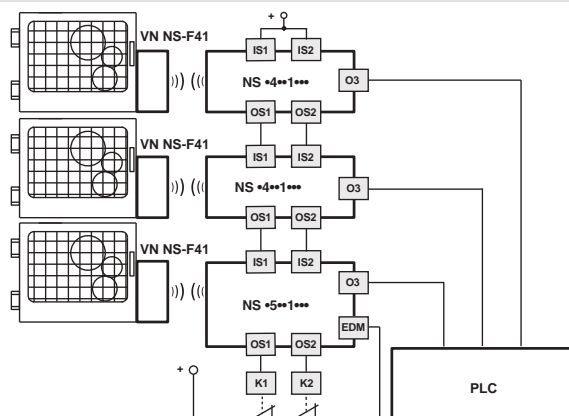 +
VN NS-F41
IS1 IS2
NS •4••1•••
O3
OS1 OS2
VN NS-F41
IS1 IS2
NS •4••1•••
O3
OS1 OS2
VN NS-F41
IS1 IS2
O3
NS •5••1•••
EDM
OS1 OS2
+
K1 K2
PLC